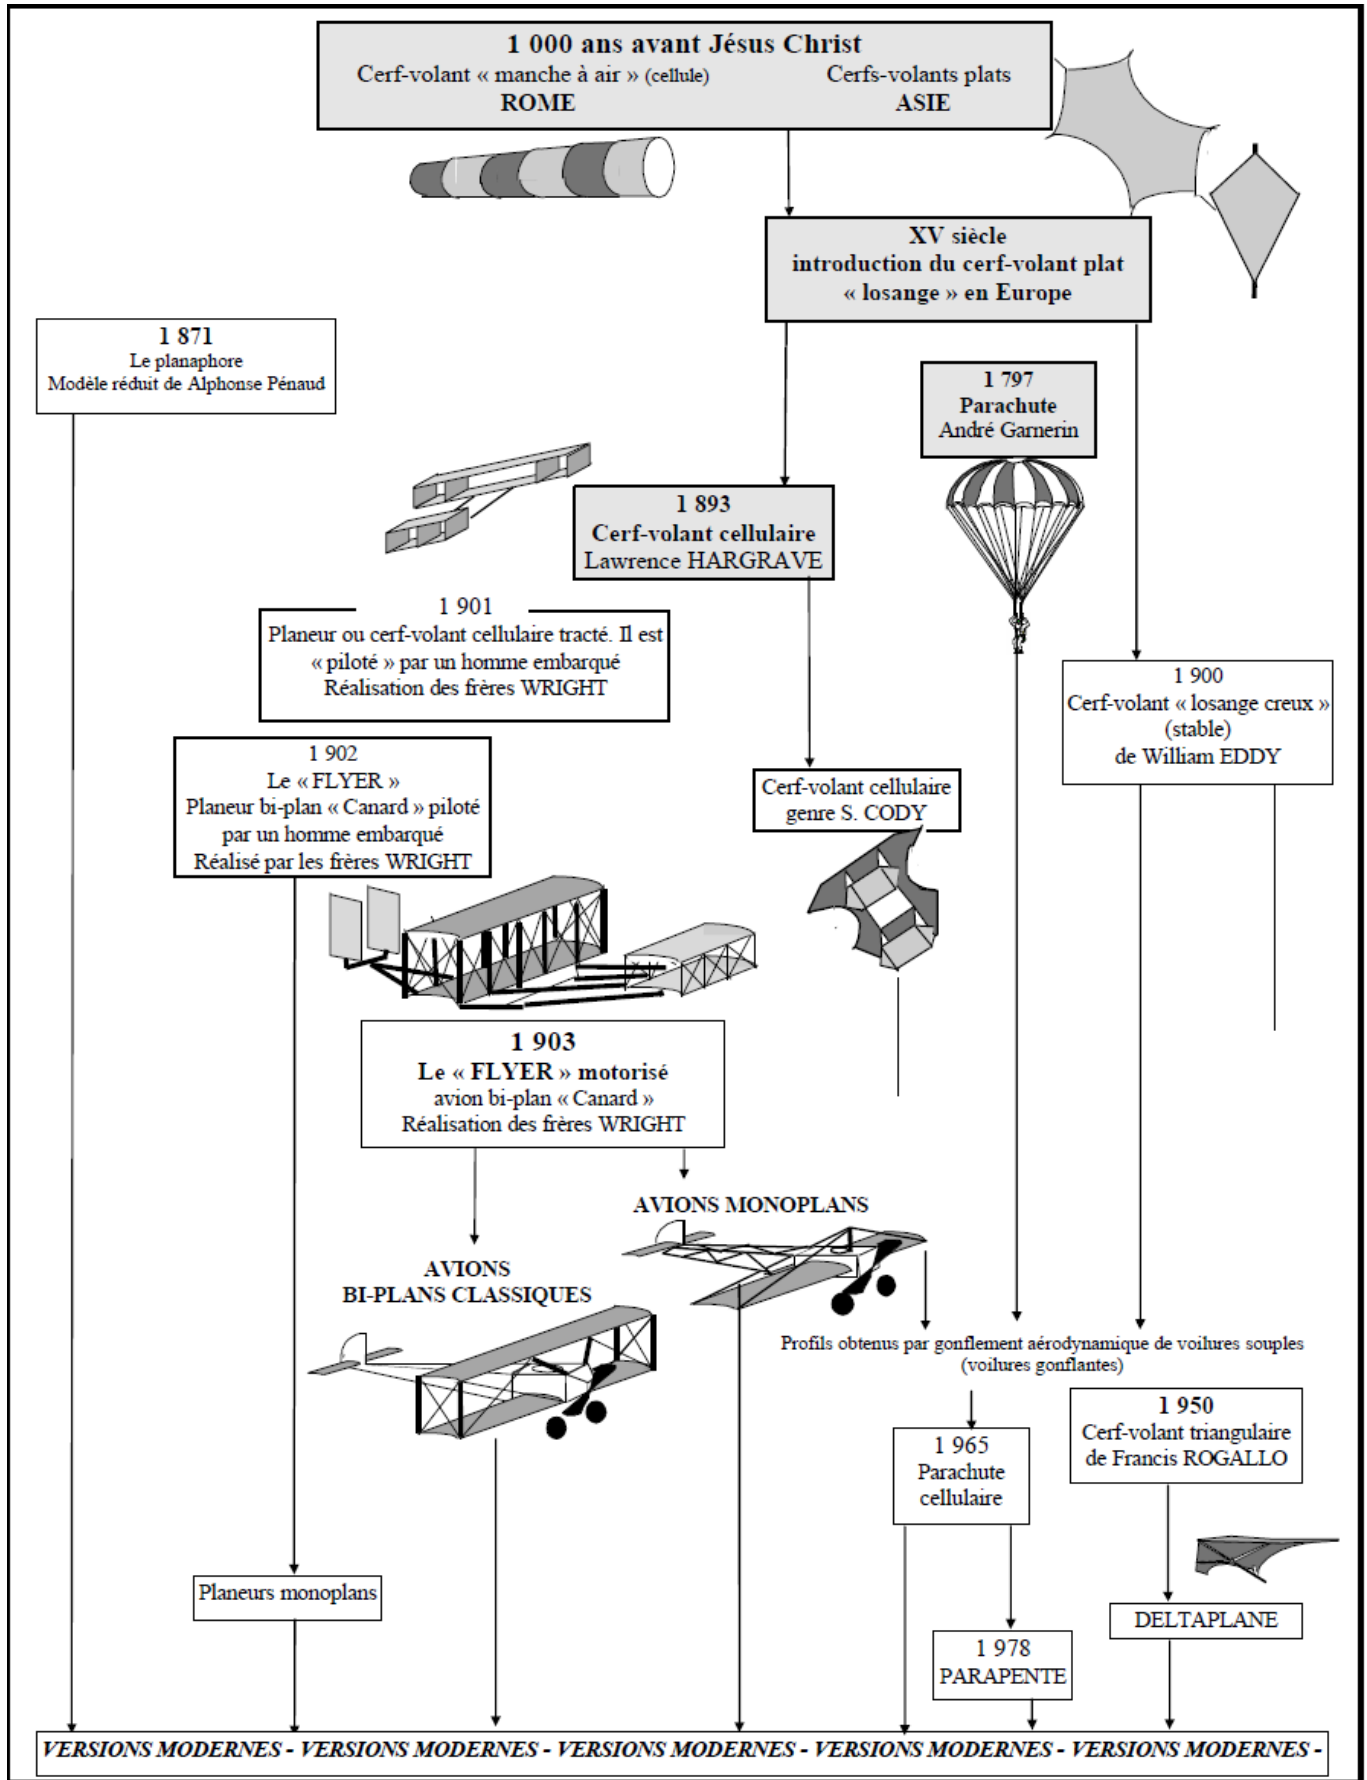 1 000 ans avant Jésus Christ
Cerf-volant « manche à air » (cellule) Cerfs-volants plats
ROME ASIE
XV siècle
introduction du cerf-volant plat
« losange » en Europe
1 871
Le planaphore
Modèle réduit de Alphonse Pénaud
1 797
Parachute
André Garnerin
1 893
Cerf-volant cellulaire
Lawrence HARGRAVE
1 901
Planeur ou cerf-volant cellulaire tracté. Il est
« piloté » par un homme embarqué
Réalisation des frères WRIGHT
1 900
Cerf-volant « losange creux »
(stable)
de William EDDY
1 902
Le « FLYER »
Planeur bi-plan « Canard » piloté
par un homme embarqué
Réalisé par les frères WRIGHT
Cerf-volant cellulaire
genre S. CODY
1 903
Le « FLYER » motorisé
avion bi-plan « Canard »
Réalisation des frères WRIGHT
AVIONS MONOPLANS
AVIONS
BI-PLANS CLASSIQUES
Profils obtenus par gonflement aérodynamique de voilures souples
(voilures gonflantes)
1 950
Cerf-volant triangulaire
de Francis ROGALLO
1 965
Parachute
cellulaire
Planeurs monoplans
DELTAPLANE
1 978
PARAPENTE
VERSIONS MODERNES - VERSIONS MODERNES - VERSIONS MODERNES - VERSIONS MODERNES - VERSIONS MODERNES -